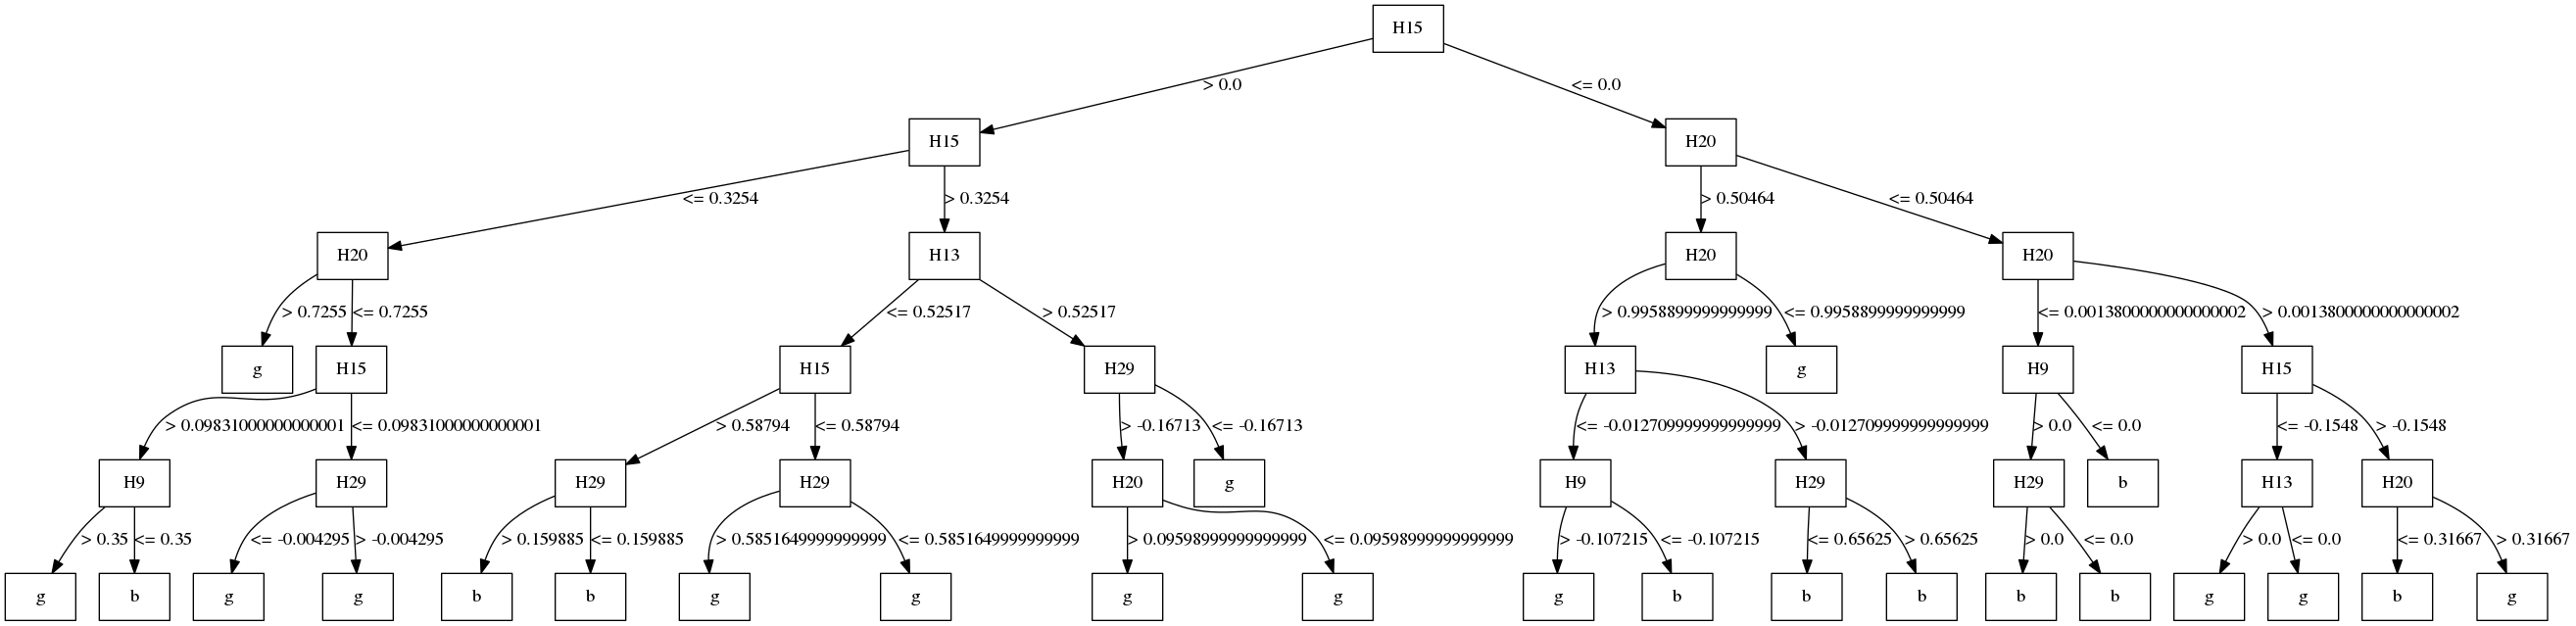 H15
> 0.0
<= 0.0
H15
H20
<= 0.3254
> 0.3254
> 0.50464
<= 0.50464
H20
H13
H20
H20
> 0.7255
<= 0.7255
<= 0.52517
> 0.52517
> 0.9958899999999999
<= 0.9958899999999999
<= 0.0013800000000000002
> 0.0013800000000000002
g
H15
H15
H29
H13
g
H9
H15
> 0.09831000000000001
<= 0.09831000000000001
> 0.58794
<= 0.58794
> -0.16713
<= -0.16713
<= -0.012709999999999999
> -0.012709999999999999
> 0.0
<= 0.0
<= -0.1548
> -0.1548
H9
H29
H29
H29
H20
g
H9
H29
H29
b
H13
H20
> 0.35
<= 0.35
<= -0.004295
> -0.004295
> 0.159885
<= 0.159885
> 0.5851649999999999
<= 0.5851649999999999
> 0.09598999999999999
<= 0.09598999999999999
> -0.107215
<= -0.107215
<= 0.65625
> 0.65625
> 0.0
<= 0.0
> 0.0
<= 0.0
<= 0.31667
> 0.31667
g
b
g
g
b
b
g
g
g
g
g
b
b
b
b
b
g
g
b
g